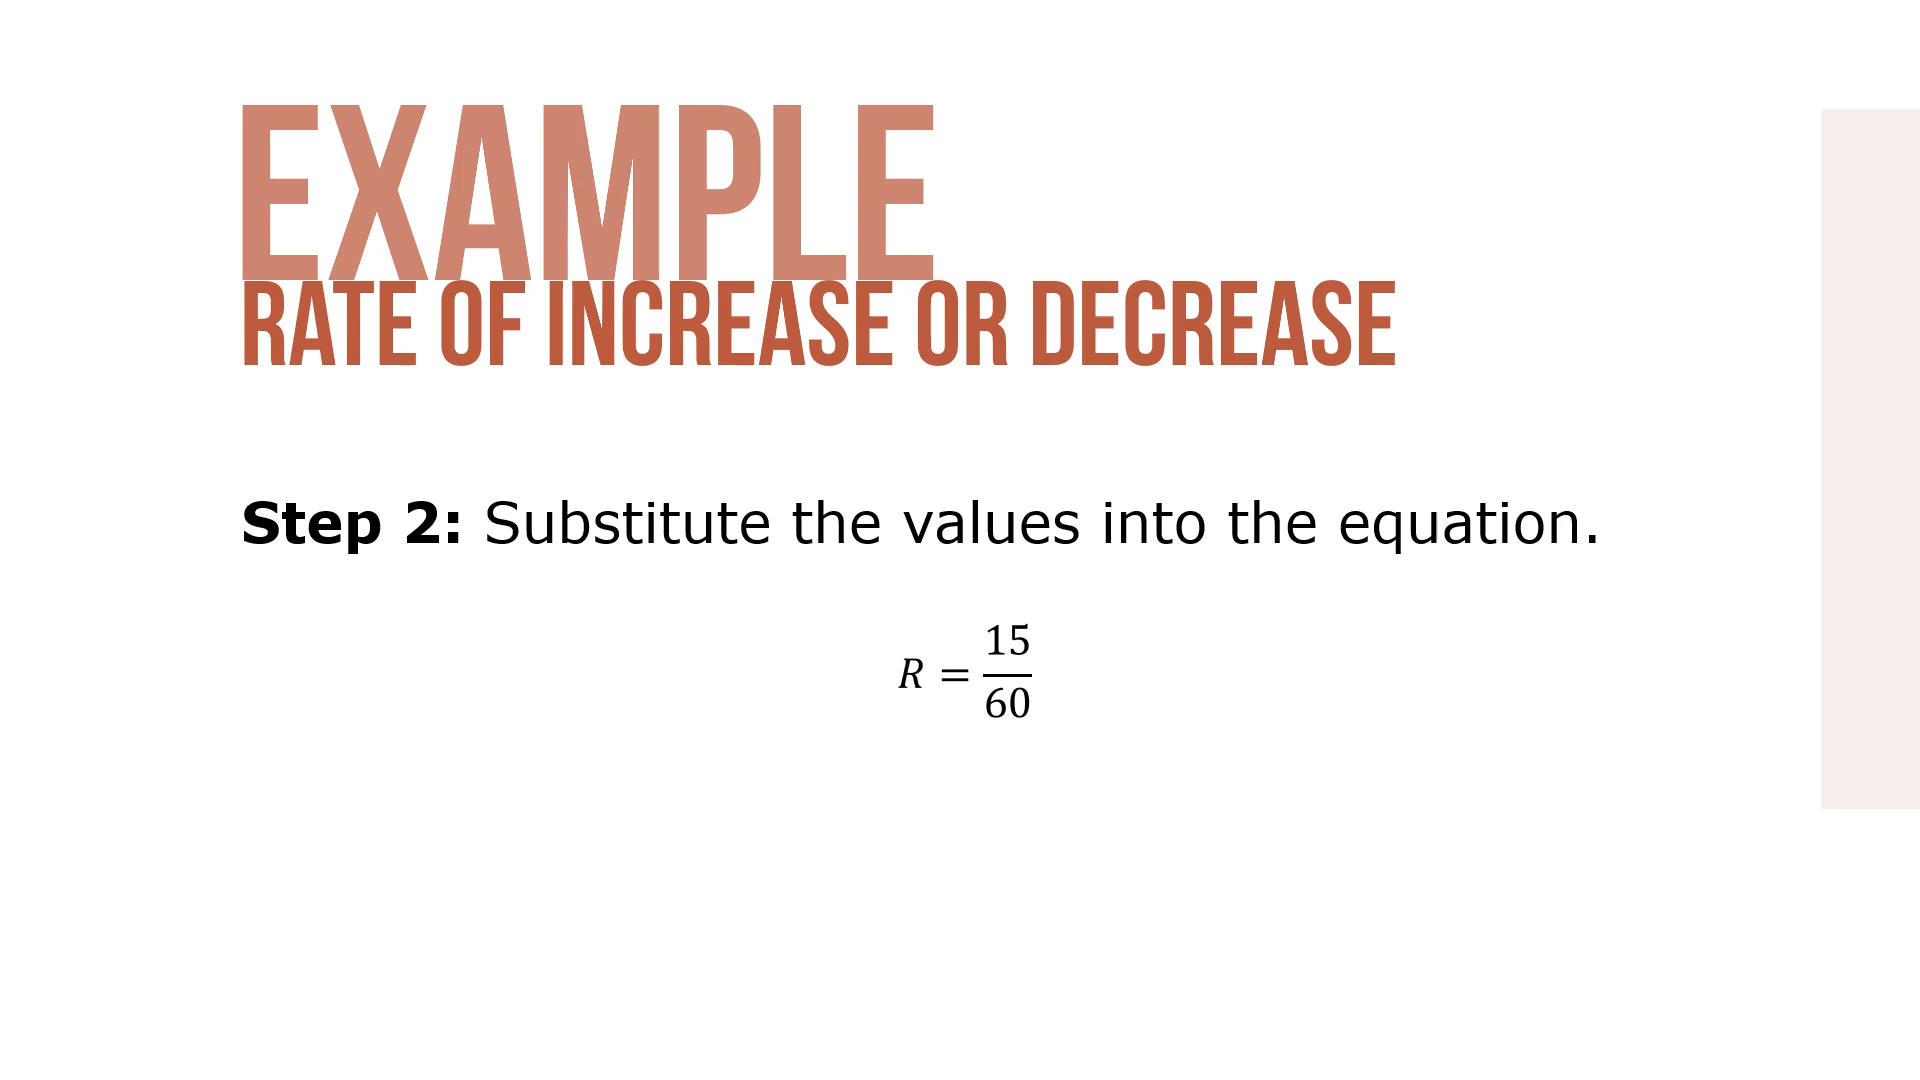 EXAMPLE
RATE OF INCREASE OR DECREASE
Step 2: Substitute the values into the equation.
R = 15/60